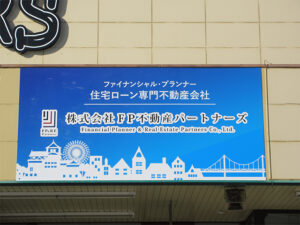 RS
ファイナンシャル・プランナー
住宅ローン専門不動産会社
株式会社FP不動産パートナーズ
Financial Planner & Real Estate Partners Co., Ltd.